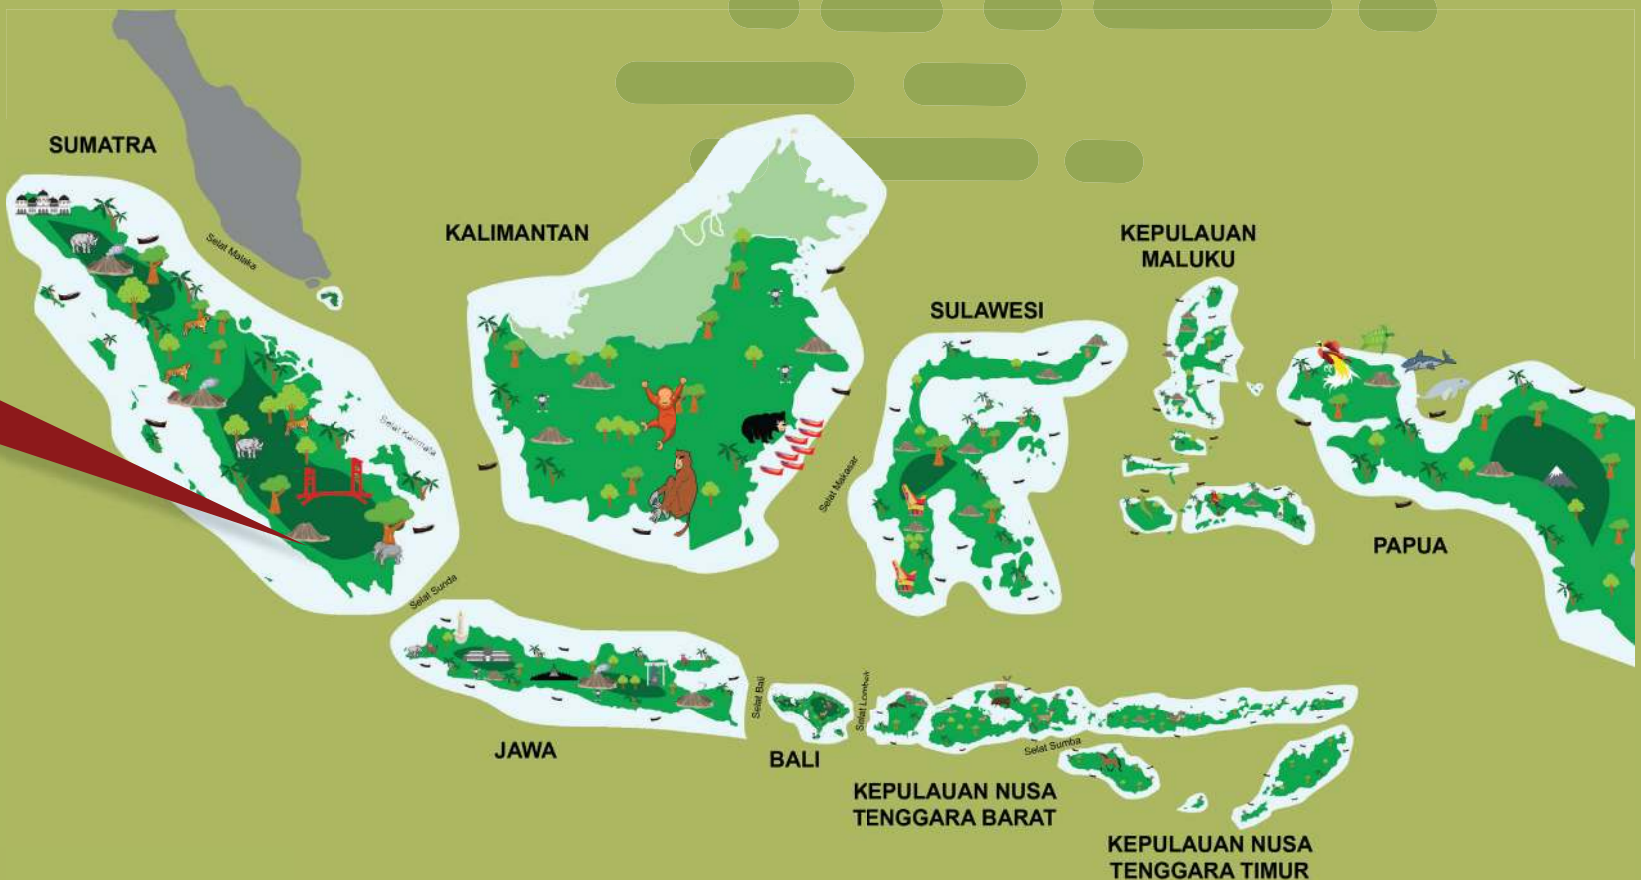 SUMATRA
Selat Malaka
KALIMANTAN
KEPULAUAN
MALUKU
SULAWESI
Selat Karimata
Selat Makasar
PAPUA
Selat Sunda
JAWA
Selat Bali
BALI
Selat Lombok
Selat Sumba
KEPULAUAN NUSA
TENGGARA BARAT
KEPULAUAN NUSA
TENGGARA TIMUR